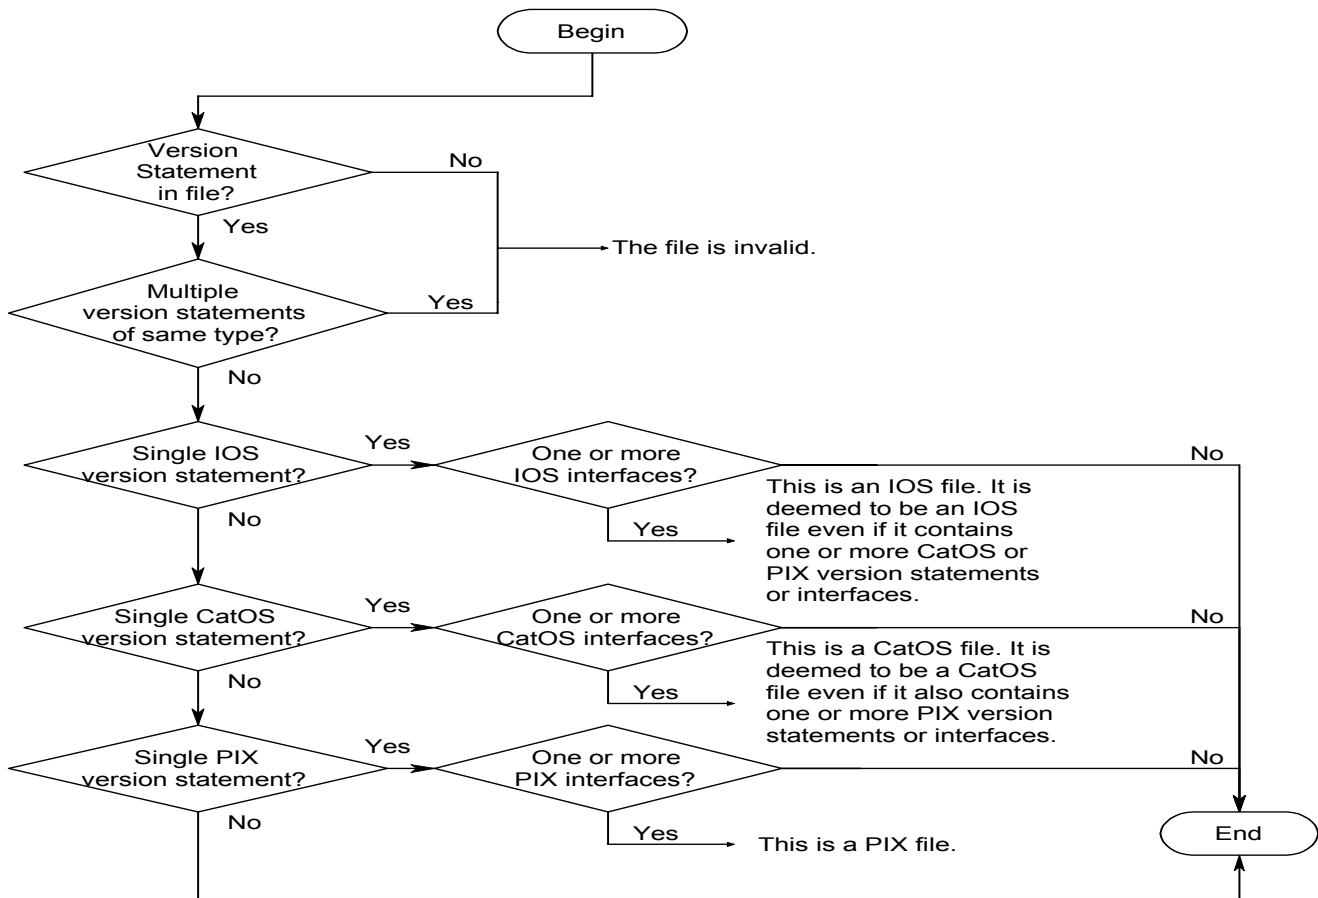 Begin
Version
Statement
in file?
No
Yes
The file is invalid.
Multiple
version statements
of same type?
Yes
No
Single IOS
version statement?
Yes
One or more
IOS interfaces?
No
No
Yes
This is an IOS file. It is
deemed to be an IOS
file even if it contains
one or more CatOS or
PIX version statements
or interfaces.
Single CatOS
version statement?
Yes
One or more
CatOS interfaces?
No
No
Yes
This is a CatOS file. It is
deemed to be a CatOS
file even if it also contains
one or more PIX version
statements or interfaces.
Single PIX
version statement?
Yes
One or more
PIX interfaces?
No
No
Yes
This is a PIX file.
End